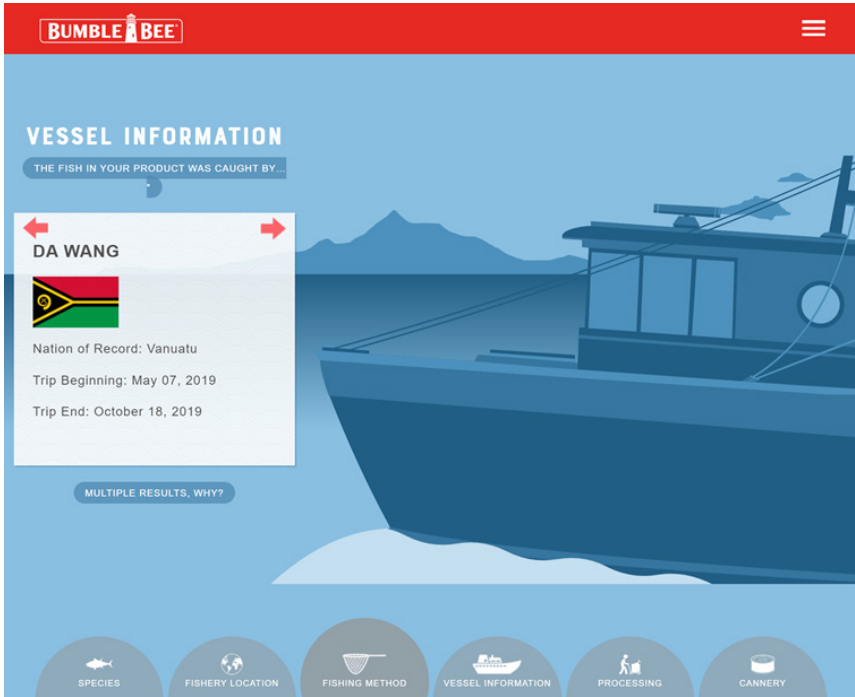 BUMBLE BEE
VESSEL INFORMATION
THE FISH IN YOUR PRODUCT WAS CAUGHT BY...
DA WANG
Nation of Record: Vanuatu
Trip Beginning: May 07, 2019
Trip End: October 18, 2019
MULTIPLE RESULTS, WHY?
SPECIES
FISHERY LOCATION
FISHING METHOD
VESSEL INFORMATION
PROCESSING
CANNERY